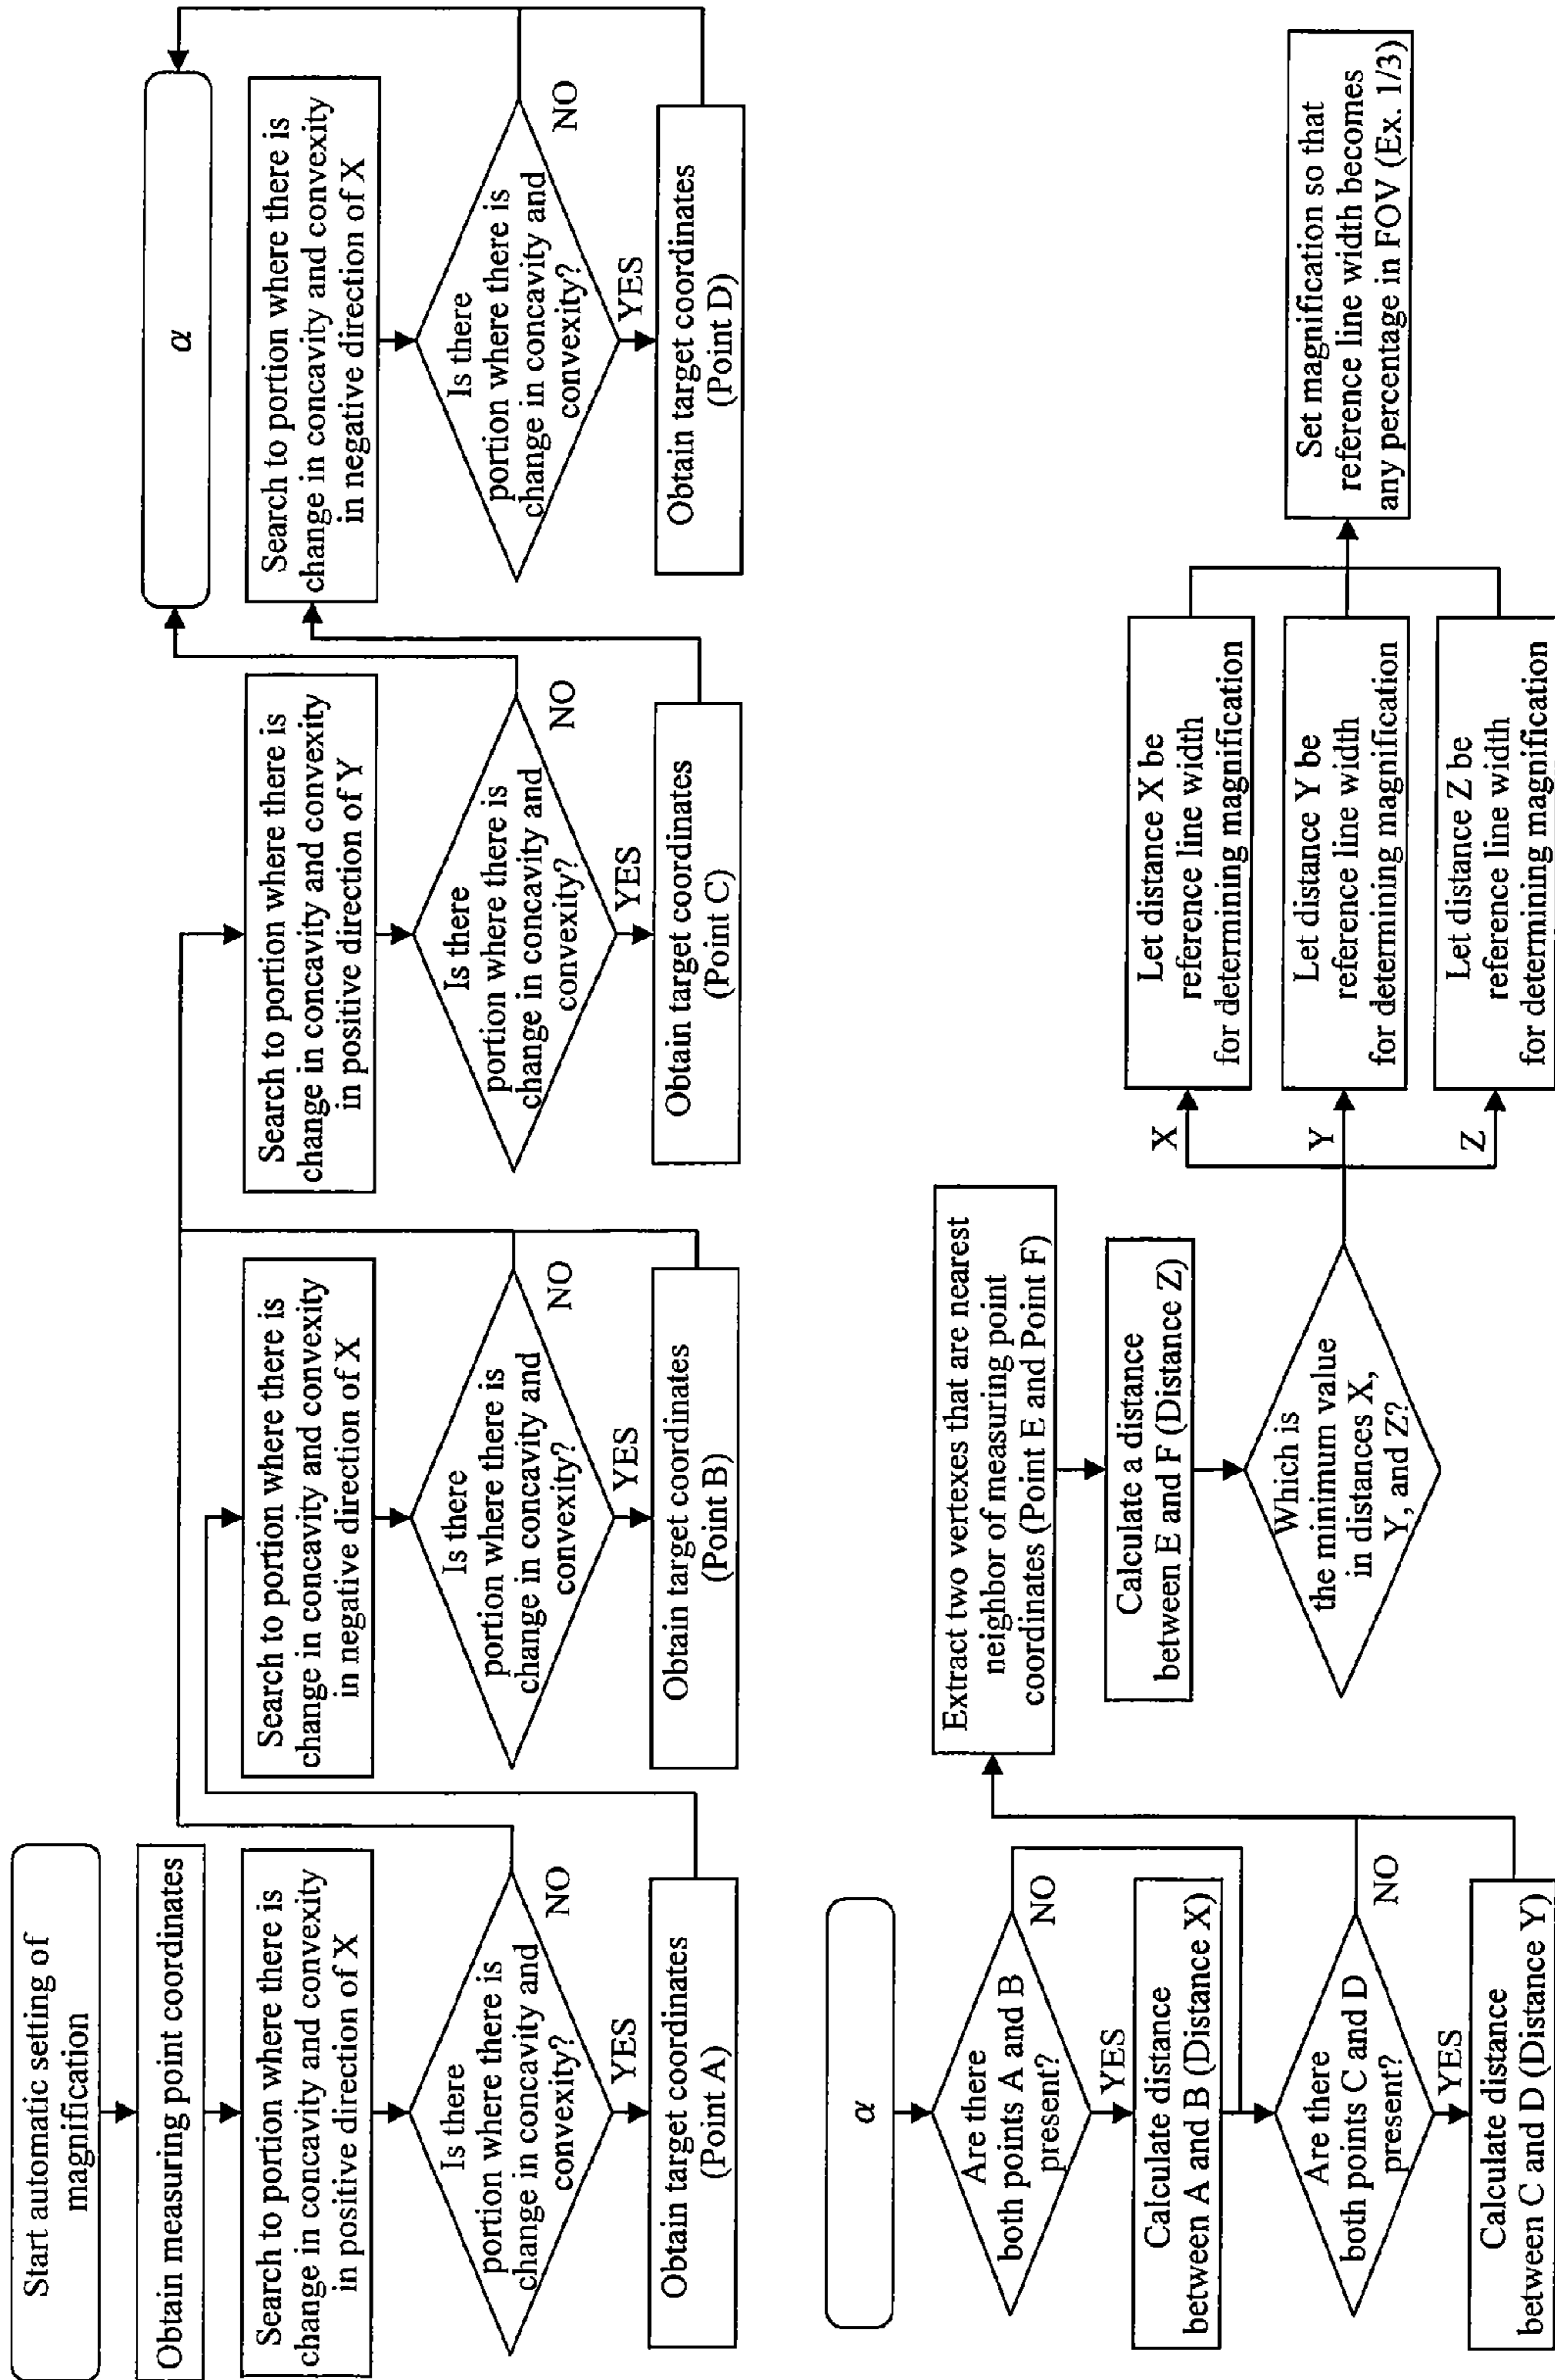 Start automatic setting of
magnification
Obtain measuring point coordinates
Search to portion where there is
change in concavity and convexity
in positive direction of X
Is there
portion where there is
change in concavity and
convexity?
NO
YES
Obtain target coordinates
(Point A)
Search to portion where there is
change in concavity and convexity
in negative direction of X
Is there
portion where there is
change in concavity and
convexity?
NO
YES
Obtain target coordinates
(Point B)
Search to portion where there is
change in concavity and convexity
in positive direction of Y
Is there
portion where there is
change in concavity and
convexity?
NO
YES
Obtain target coordinates
(Point C)
α
Search to portion where there is
change in concavity and convexity
in negative direction of X
Is there
portion where there is
change in concavity and
convexity?
NO
YES
Obtain target coordinates
(Point D)
α
Are there
both points A and B
present?
NO
YES
Calculate distance
between A and B (Distance X)
Are there
both points C and D
present?
NO
YES
Calculate distance
between C and D (Distance Y)
Extract two vertexes that are nearest
neighbor of measuring point
coordinates (Point E and Point F)
Calculate a distance
between E and F (Distance Z)
Which is
the minimum value
in distances X,
Y, and Z?
X
Y
Z
Let distance X be
reference line width
for determining magnification
Let distance Y be
reference line width
for determining magnification
Let distance Z be
reference line width
for determining magnification
Set magnification so that
reference line width becomes
any percentage in FOV (Ex. 1/3)